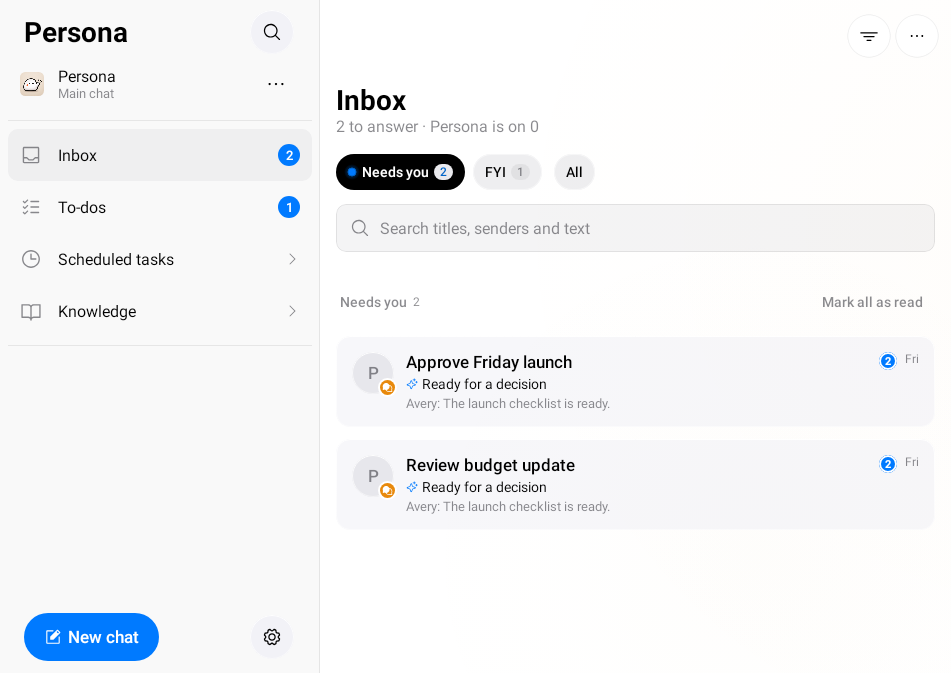 Persona
Persona
Main chat
Inbox 2
To-dos 1
Scheduled tasks
Knowledge
New chat
Inbox
2 to answer · Persona is on 0
Needs you 2 FYI 1 All
Search titles, senders and text
Needs you 2 Mark all as read
P Approve Friday launch 2 Fri
Ready for a decision
Avery: The launch checklist is ready.
P Review budget update 2 Fri
Ready for a decision
Avery: The launch checklist is ready.